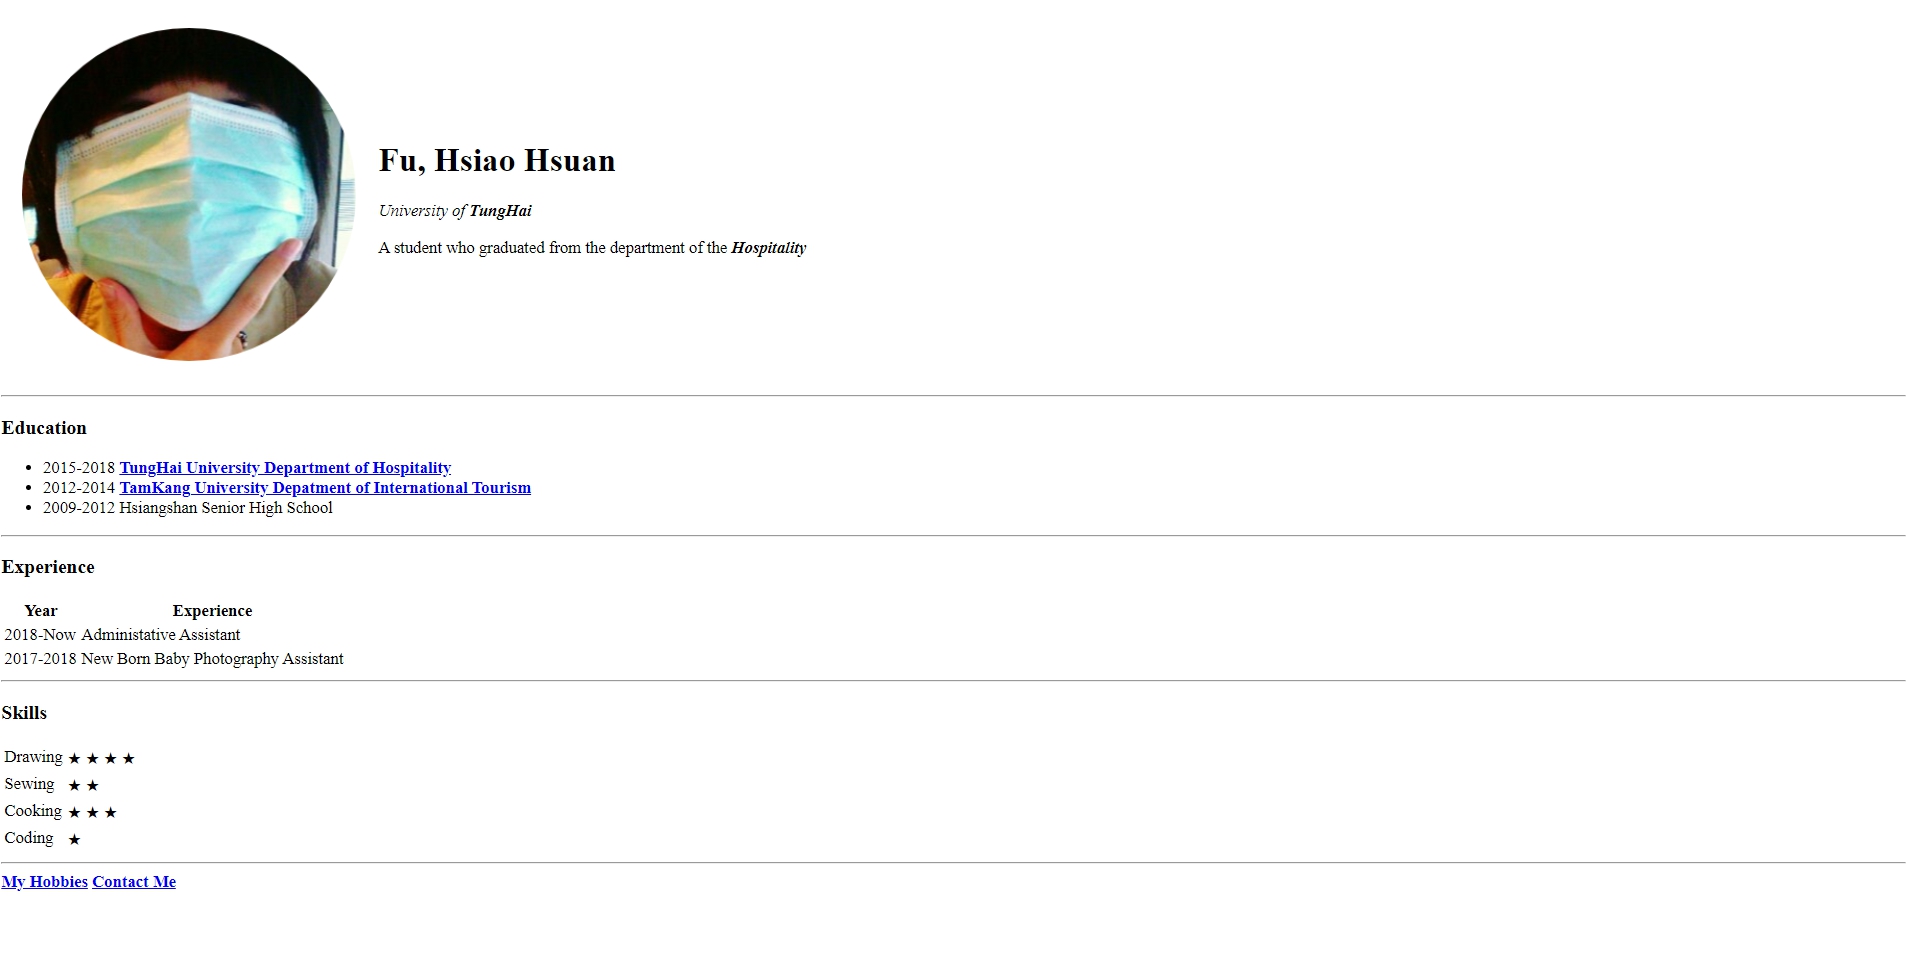 Fu, Hsiao Hsuan
University of TungHai
A student who graduated from the department of the Hospitality
Education
• 2015-2018 TungHai University Department of Hospitality
• 2012-2014 TamKang University Depatment of International Tourism
• 2009-2012 Hsiangshan Senior High School
Experience
Year Experience
2018-Now Administative Assistant
2017-2018 New Born Baby Photography Assistant
Skills
Drawing ★ ★ ★ ★
Sewing ★ ★
Cooking ★ ★ ★
Coding ★
My Hobbies Contact Me